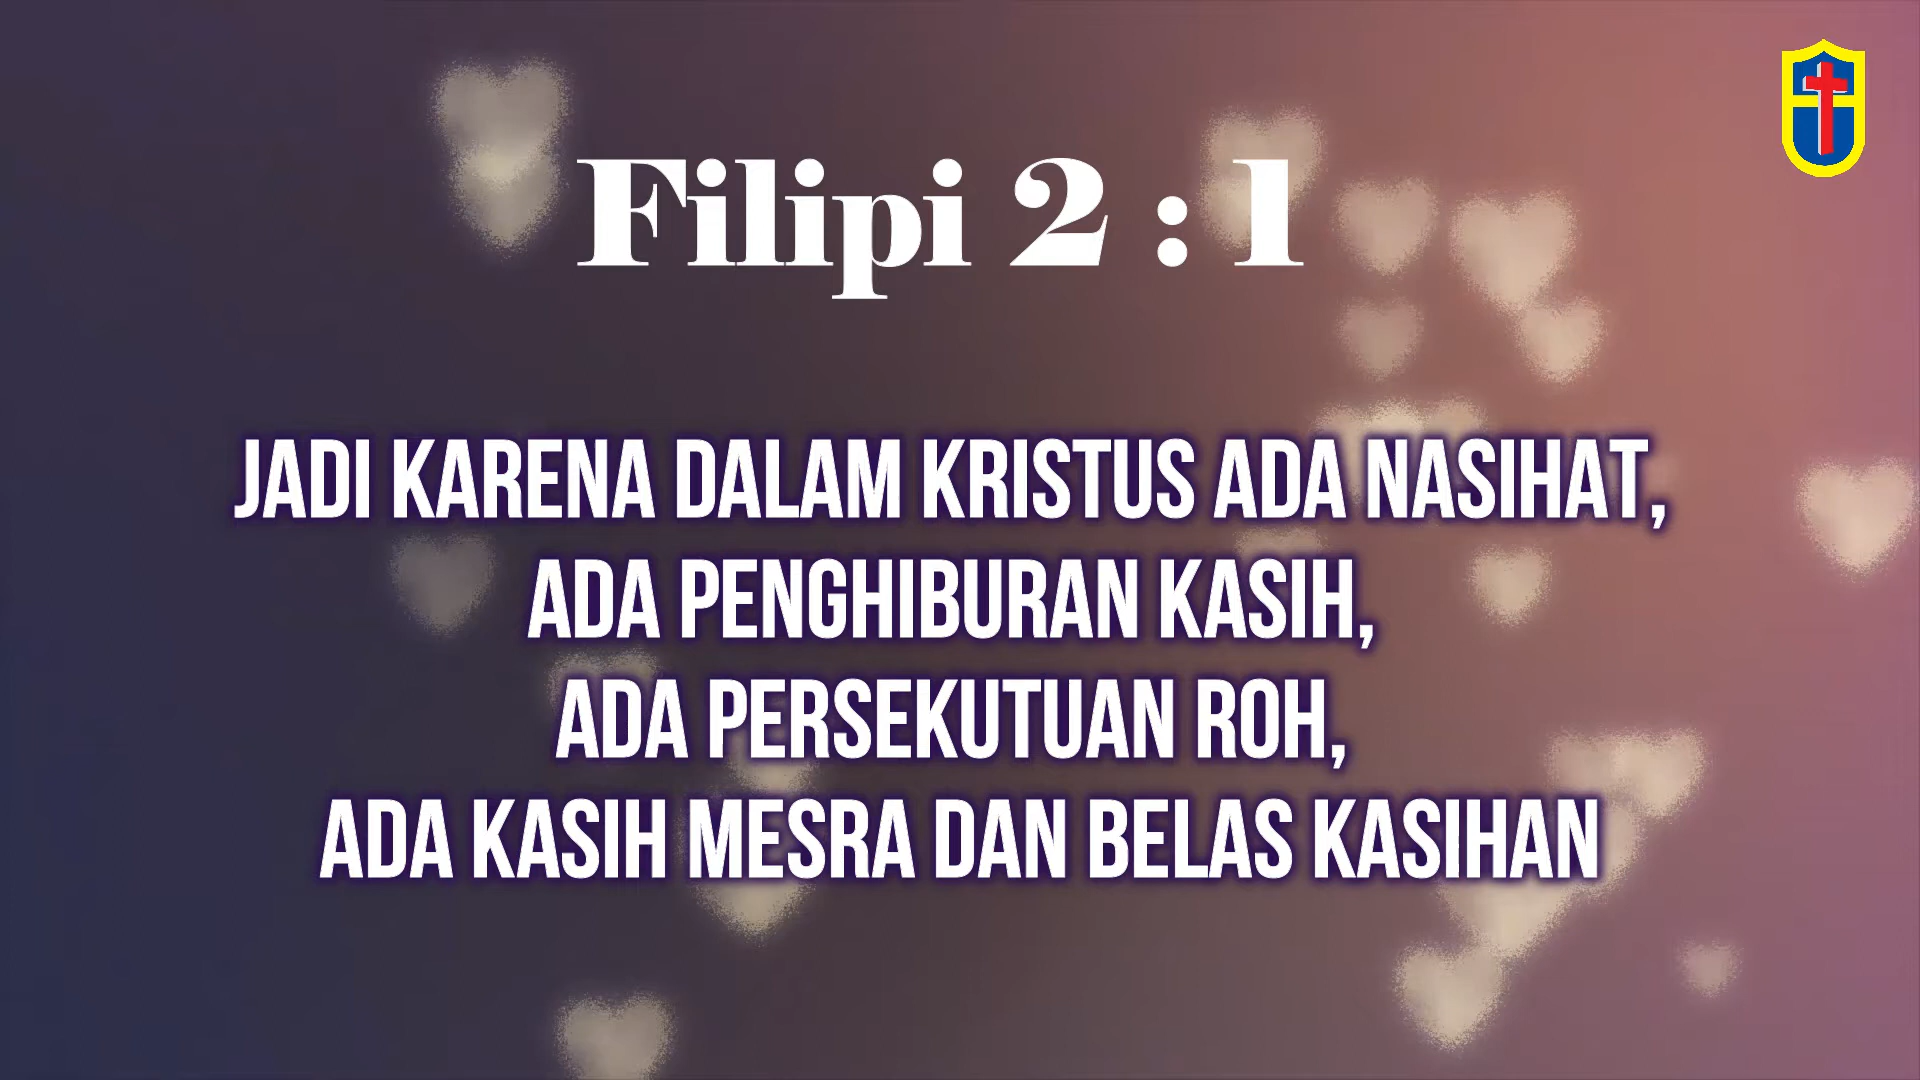 Filipi 2 : 1
JADI KARENA DALAM KRISTUS ADA NASIHAT,
ADA PENGHIBURAN KASIH,
ADA PERSEKUTUAN ROH,
ADA KASIH MESRA DAN BELAS KASIHAN